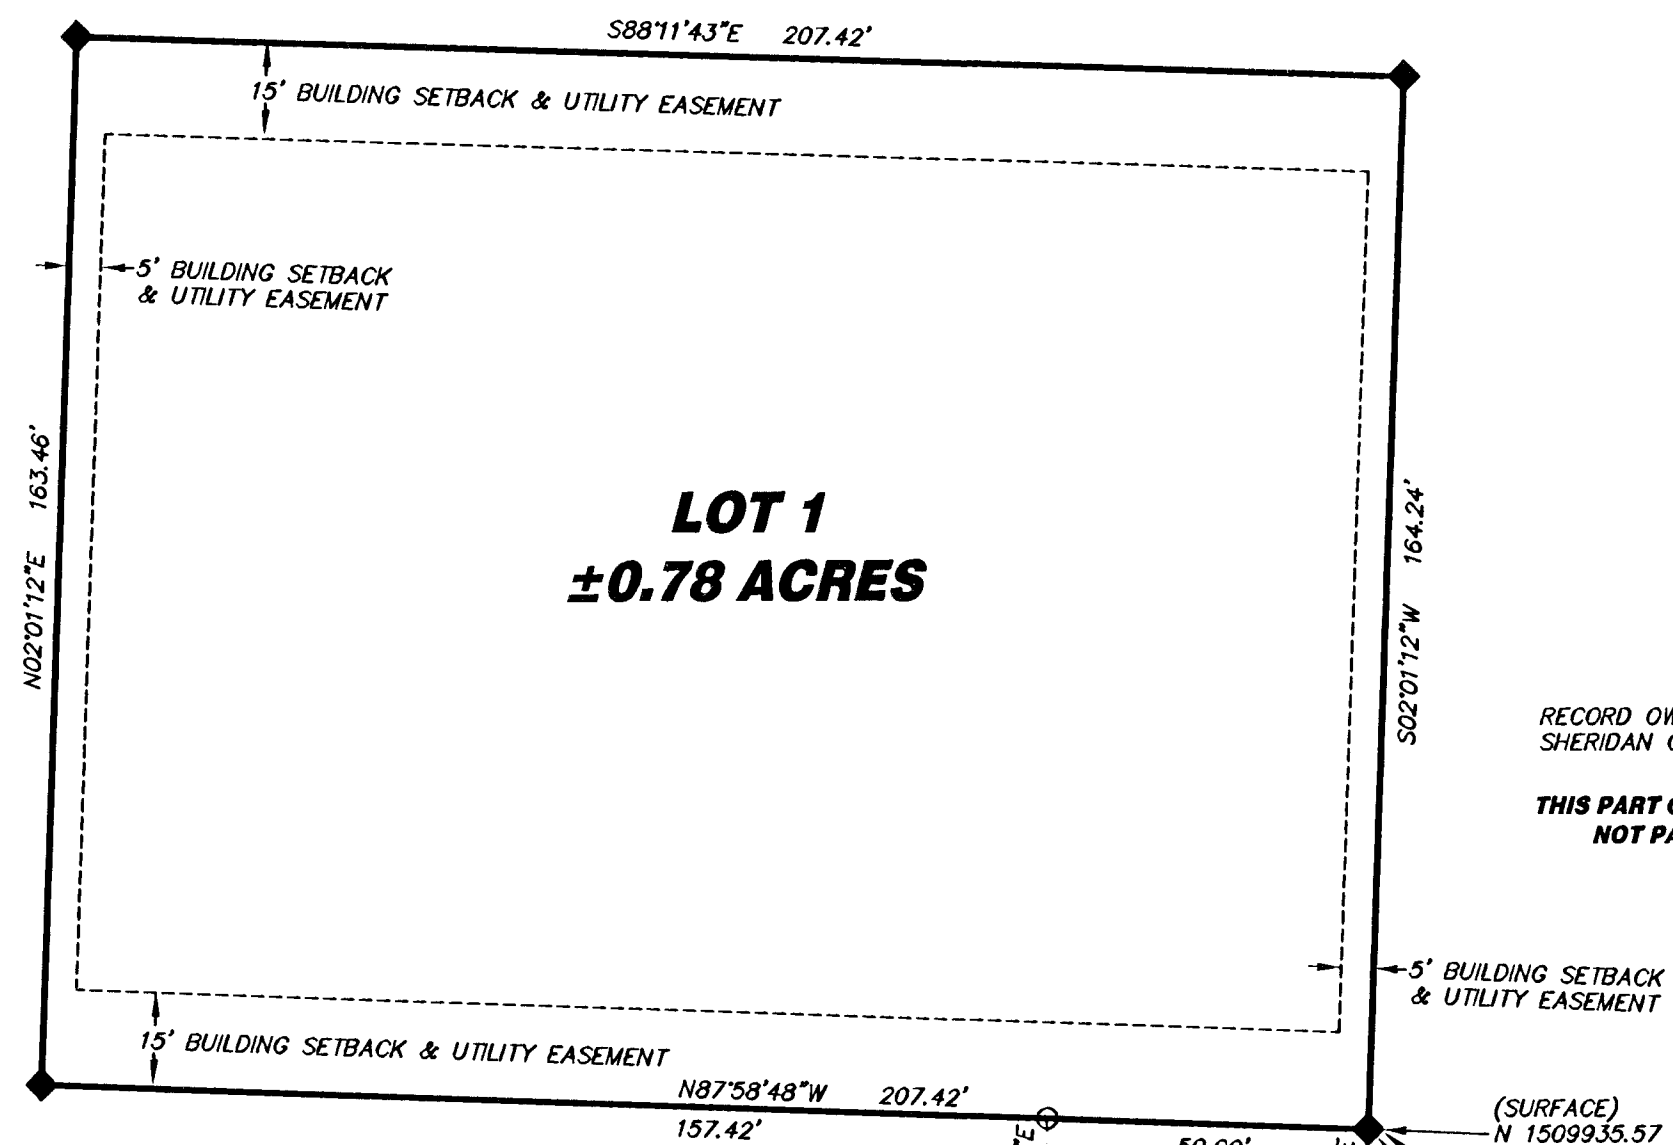 S88°11'43"E 207.42'
15' BUILDING SETBACK & UTILITY EASEMENT
5' BUILDING SETBACK
& UTILITY EASEMENT
N02°01'12"E 163.46'
LOT 1
±0.78 ACRES
S02°01'12"W 164.24'
RECORD OW
SHERIDAN
THIS PART
NOT PA
5' BUILDING SETBACK
& UTILITY EASEMENT
15' BUILDING SETBACK & UTILITY EASEMENT
N87°58'48"W 207.42'
157.42'
"E
(SURFACE)
N 1509935.57